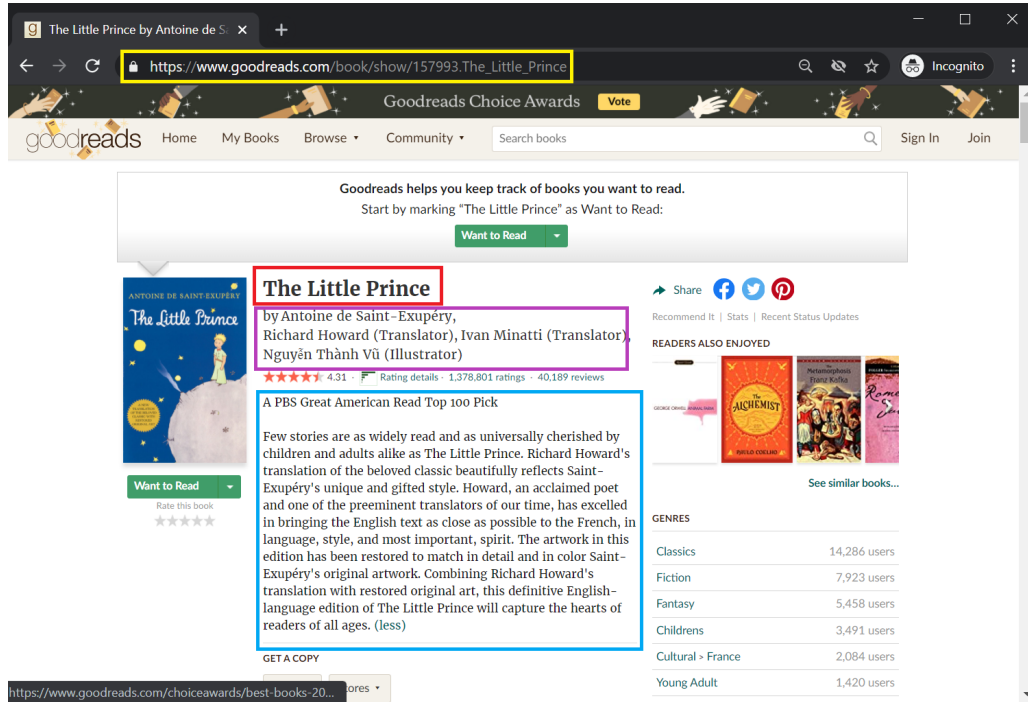 The Little Prince by Antoine de Sa
https://www.goodreads.com/book/show/157993.The_Little_Prince
Incognito
Goodreads Choice Awards Vote
goodreads Home My Books Browse Community Search books Sign In Join
Goodreads helps you keep track of books you want to read.
Start by marking “The Little Prince” as Want to Read:
Want to Read
ANTOINE DE SAINT-EXUPÉRY
The Little Prince
Want to Read
Rate this book
The Little Prince
by Antoine de Saint-Exupéry,
Richard Howard (Translator), Ivan Minatti (Translator),
Nguyễn Thành Vũ (Illustrator)
4.31 · Rating details · 1,378,801 ratings · 40,189 reviews
A PBS Great American Read Top 100 Pick
Few stories are as widely read and as universally cherished by
children and adults alike as The Little Prince. Richard Howard's
translation of the beloved classic beautifully reflects Saint-
Exupéry's unique and gifted style. Howard, an acclaimed poet
and one of the preeminent translators of our time, has excelled
in bringing the English text as close as possible to the French, in
language, style, and most important, spirit. The artwork in this
edition has been restored to match in detail and in color Saint-
Exupéry's original artwork. Combining Richard Howard's
translation with restored original art, this definitive English-
language edition of The Little Prince will capture the hearts of
readers of all ages. (less)
GET A COPY
ores
Share
Recommend It | Stats | Recent Status Updates
READERS ALSO ENJOYED
GEORGE ORWELL ANIMAL FARM
The
ALCHEMIST
PAULO COELHO
Metamorphosis
Franz Kafka
Rome
See similar books…
GENRES
Classics 14,286 users
Fiction 7,923 users
Fantasy 5,458 users
Childrens 3,491 users
Cultural > France 2,084 users
Young Adult 1,420 users
https://www.goodreads.com/choiceawards/best-books-20...